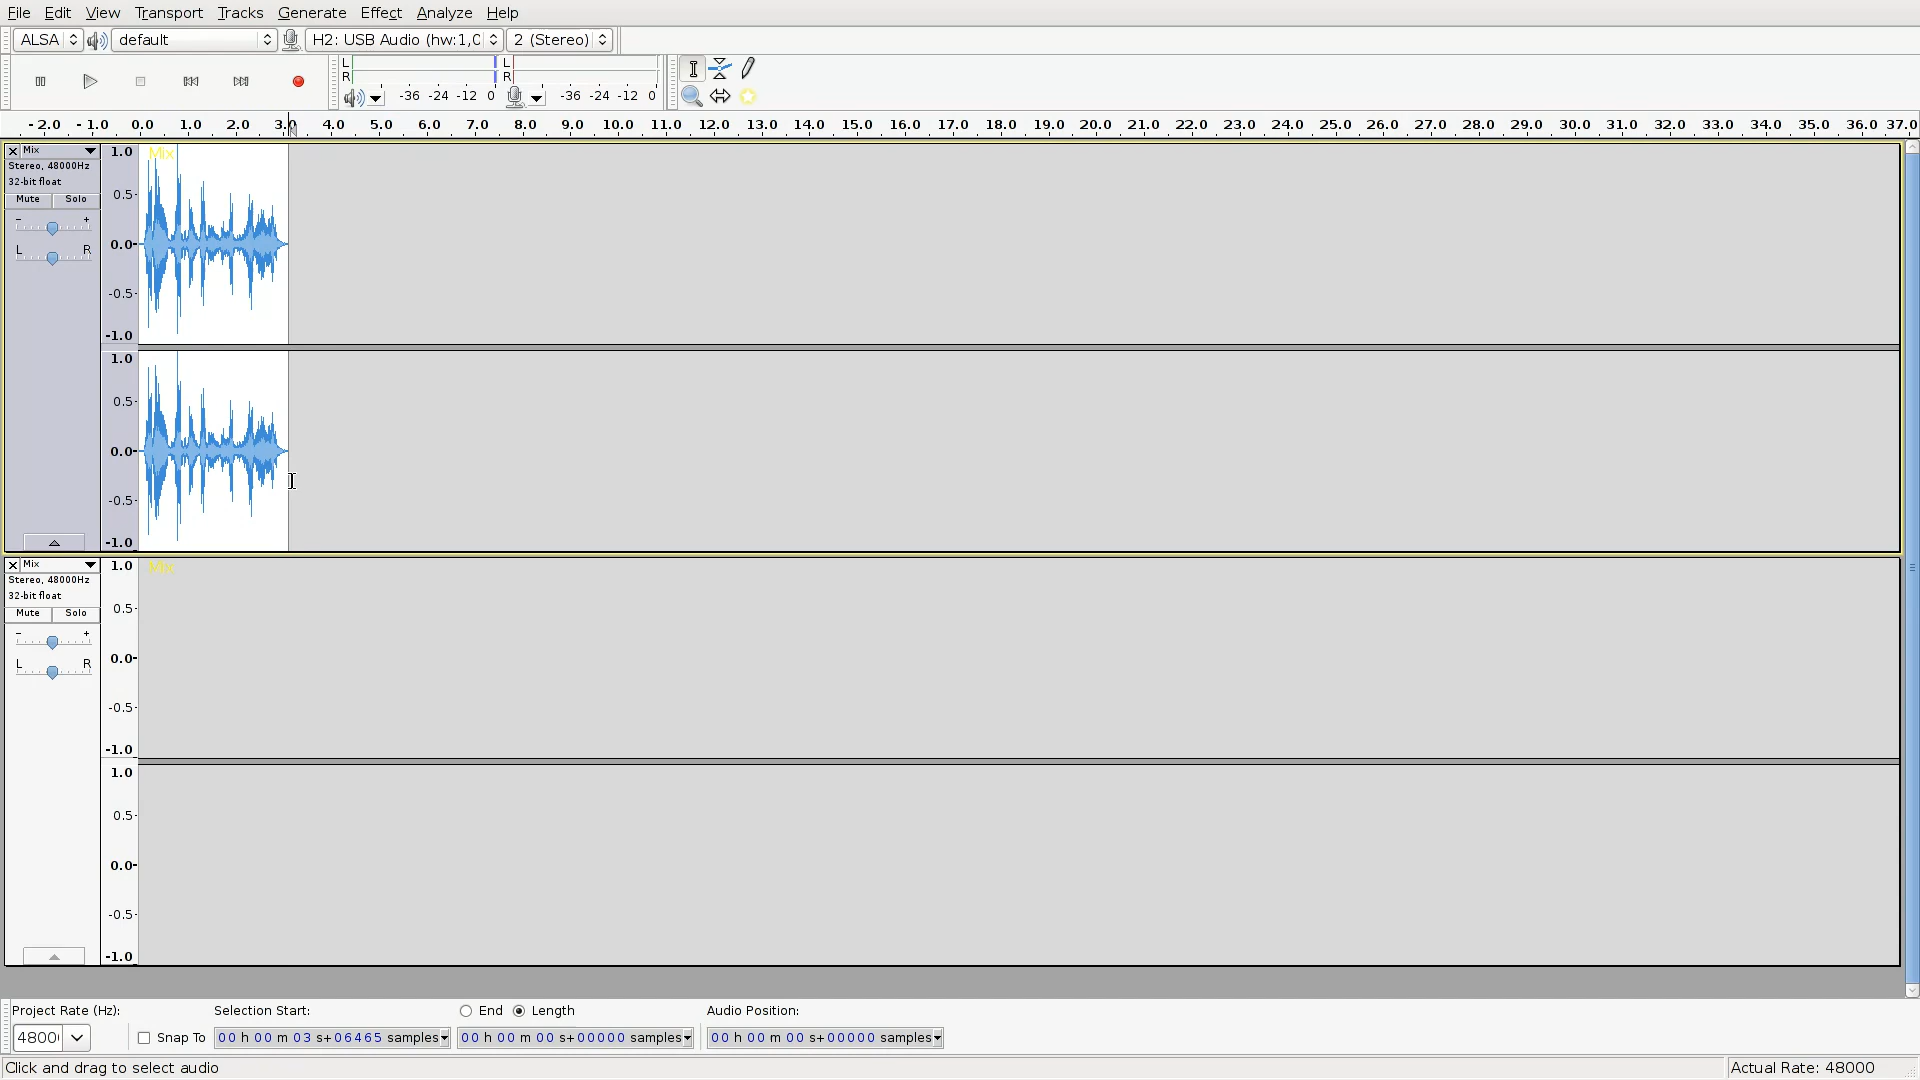 File Edit View Transport Tracks Generate Effect Analyze Help
ALSA default H2: USB Audio (hw:1,0 2 (Stereo)
L R -36 -24 -12 0 L R -36 -24 -12 0
- 2.0 - 1.0 0.0 1.0 2.0 3.0 4.0 5.0 6.0 7.0 8.0 9.0 10.0 11.0 12.0 13.0 14.0 15.0 16.0 17.0 18.0 19.0 20.0 21.0 22.0 23.0 24.0 25.0 26.0 27.0 28.0 29.0 30.0 31.0 32.0 33.0 34.0 35.0 36.0 37.0
Mix 1.0 Mix
Stereo, 48000Hz
32-bit float
Mute Solo 0.5
- +
L R 0.0
-0.5
-1.0
1.0
0.5
0.0
-0.5
-1.0
Mix 1.0 Mix
Stereo, 48000Hz
32-bit float
Mute Solo 0.5
- +
L R 0.0
-0.5
-1.0
1.0
0.5
0.0
-0.5
-1.0
Project Rate (Hz): Selection Start: End Length Audio Position:
4800 Snap To 00 h 00 m 03 s+06465 samples 00 h 00 m 00 s+00000 samples 00 h 00 m 00 s+00000 samples
Click and drag to select audio Actual Rate: 48000